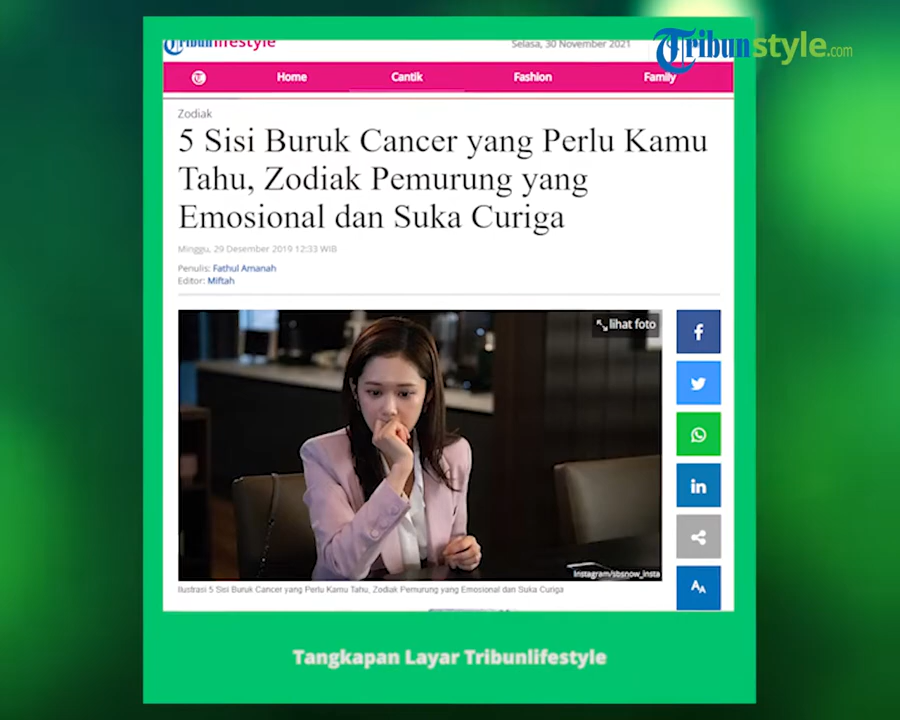 Tribunlifestyle
Selasa, 30 November 2021
Tribunstyle.com
Home
Cantik
Fashion
Family
Zodiak
5 Sisi Buruk Cancer yang Perlu Kamu
Tahu, Zodiak Pemurung yang
Emosional dan Suka Curiga
Minggu, 29 Desember 2019 12:33 WIB
Penulis: Fathul Amanah
Editor: Miftah
lihat foto
Instagram/sbsnow_insta
Ilustrasi 5 Sisi Buruk Cancer yang Perlu Kamu Tahu, Zodiak Pemurung yang Emosional dan Suka Curiga
f
in
AA
Tangkapan Layar Tribunlifestyle